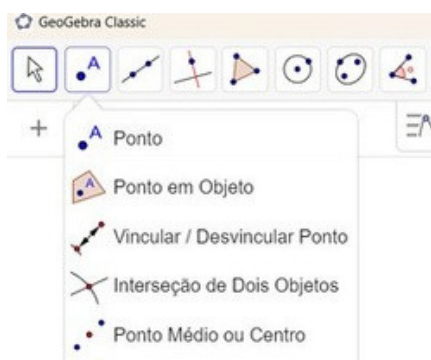 GeoGebra Classic
A
+
A
Ponto
A
Ponto em Objeto
Vincular / Desvincular Ponto
Interseção de Dois Objetos
Ponto Médio ou Centro